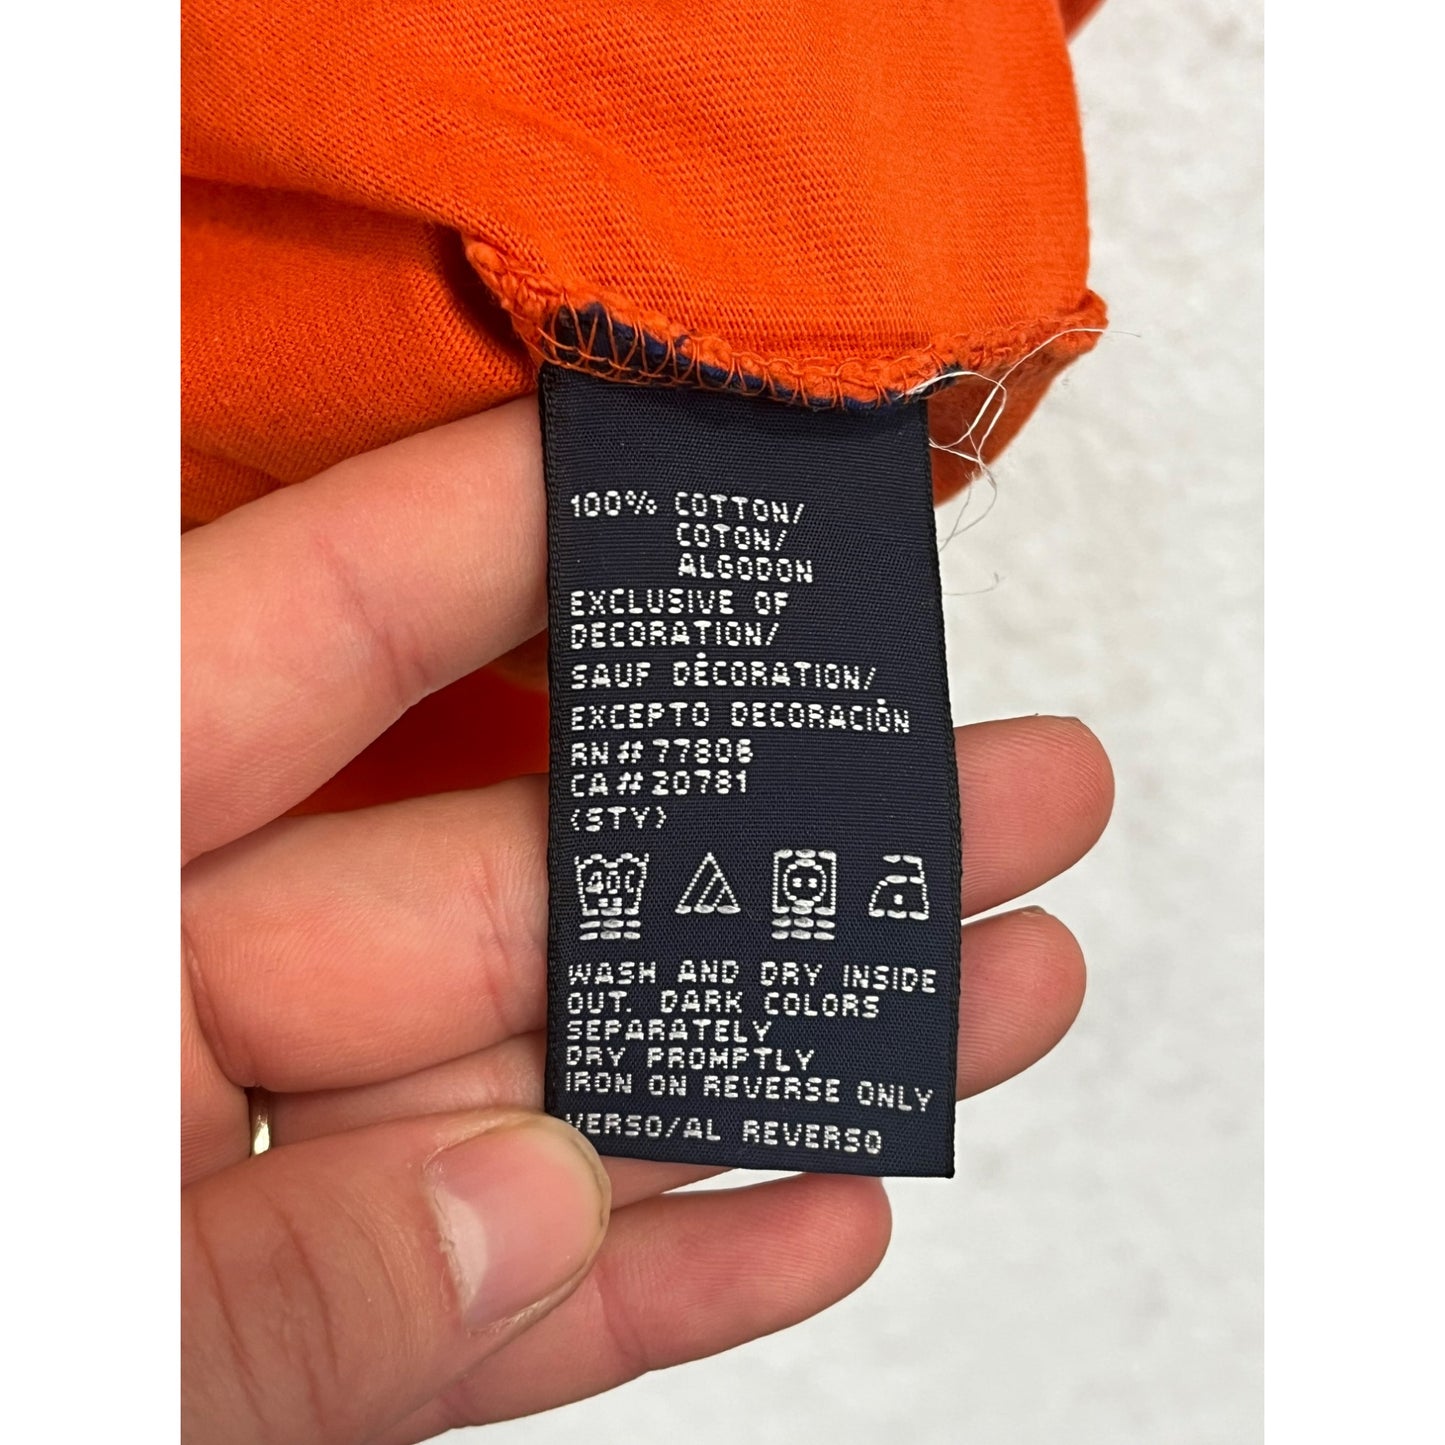 100% COTTON/
COTON/
ALGODON
EXCLUSIVE OF
DECORATION/
SAUF DÉCORATION/
EXCEPTO DECORACIÓN
RN# 77806
CA#20781
(STY)
40C
WASH AND DRY INSIDE
OUT. DARK COLORS
SEPARATELY
DRY PROMPTLY
IRON ON REVERSE ONLY
VERSO/AL REVERSO